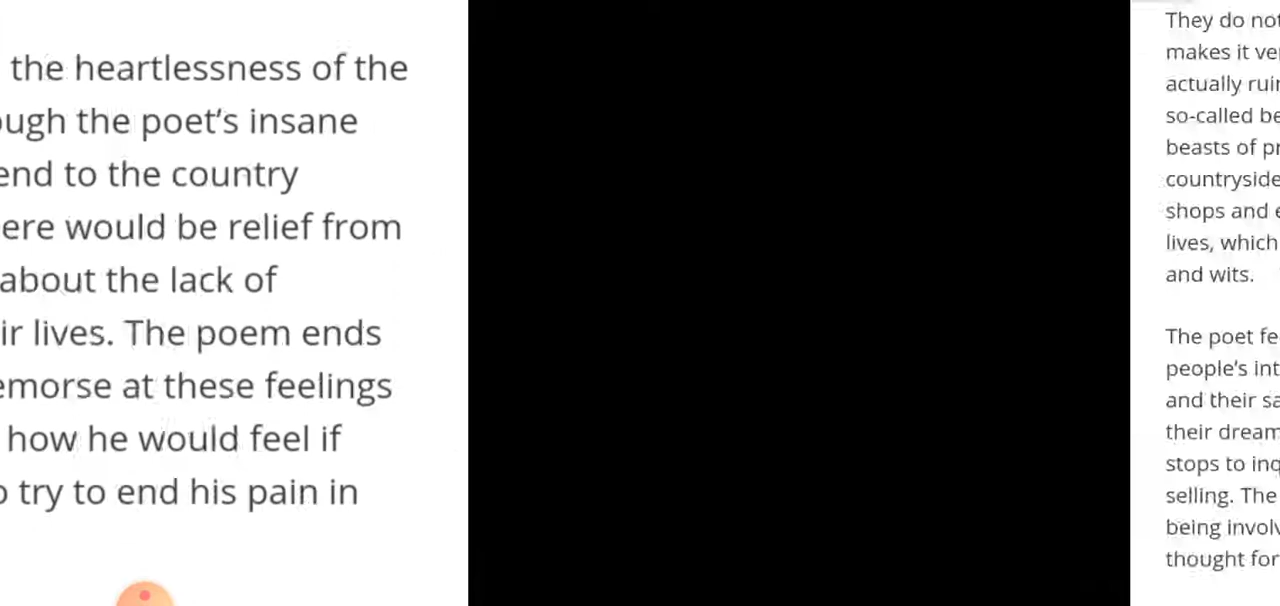 the heartlessness of the
ough the poet's insane
end to the country
ere would be relief from
about the lack of
ir lives. The poem ends
emorse at these feelings
how he would feel if
try to end his pain in
They do not
makes it ve
actually ruin
so-called be
beasts of pr
countryside
shops and e
lives, which
and wits.
The poet fe
people's int
and their sa
their dream
stops to inq
selling. The
being involv
thought for